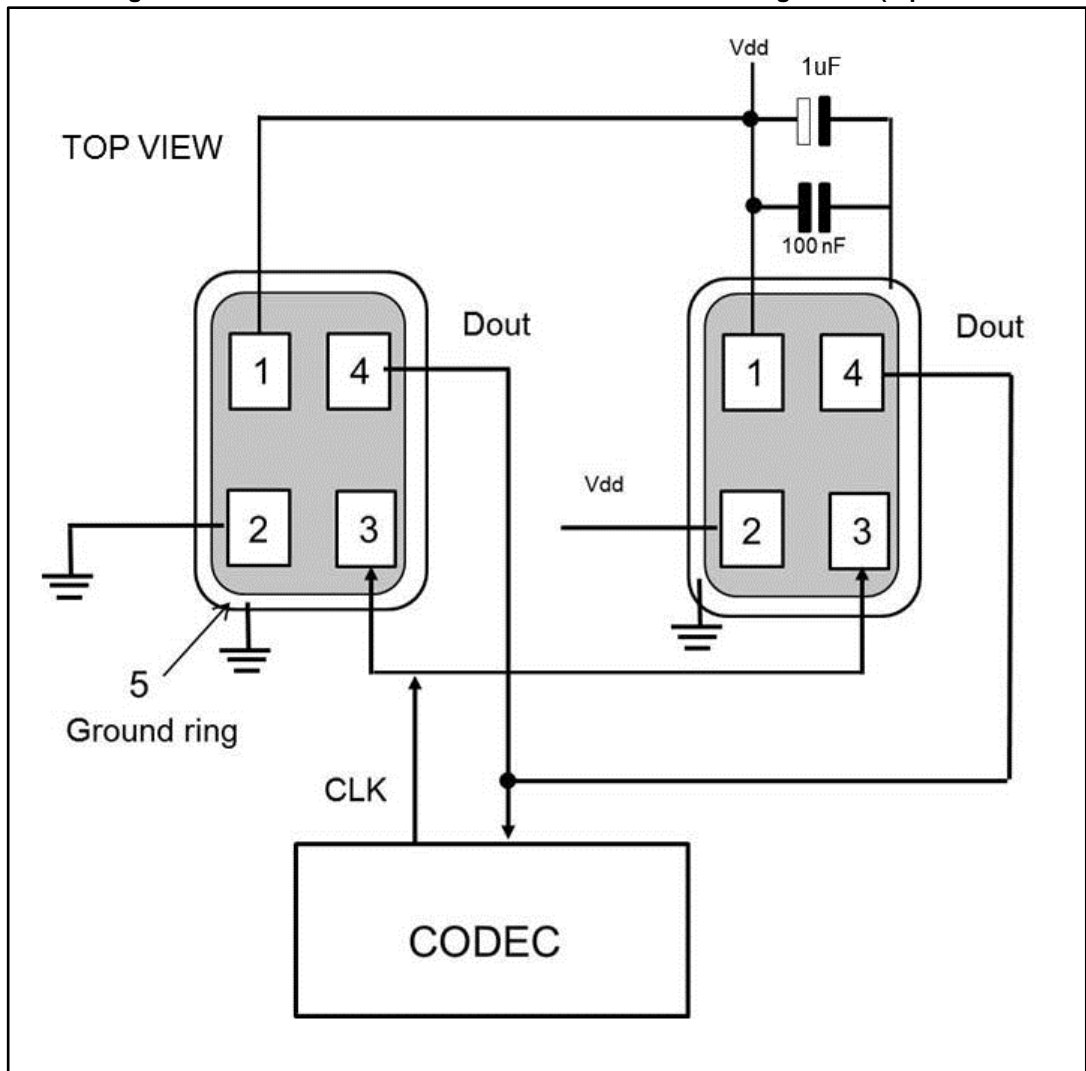 Vdd
1uF
TOP VIEW
100 nF
Dout
Dout
1
4
1
4
Vdd
2
3
2
3
5
Ground ring
CLK
CODEC